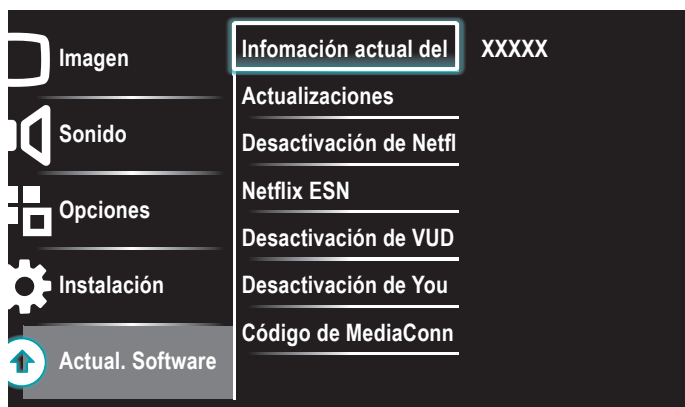 Imagen
Sonido
Opciones
Instalación
Actual. Software
Infomación actual del
XXXXX
Actualizaciones
Desactivación de Netfl
Netflix ESN
Desactivación de VUD
Desactivación de You
Código de MediaConn